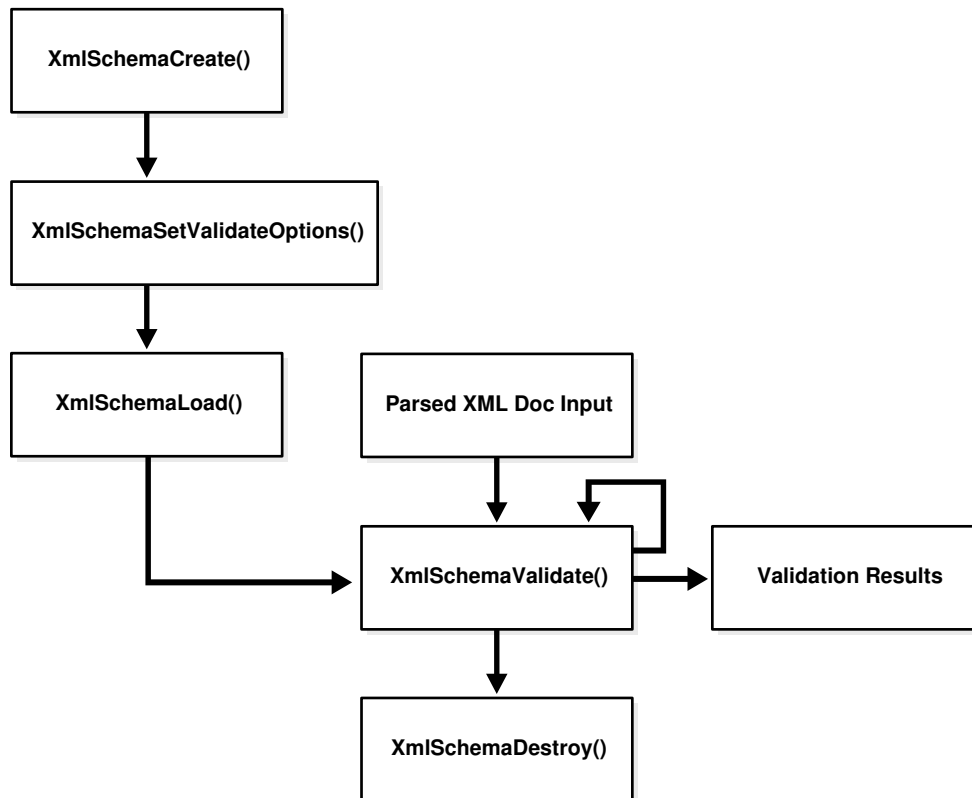 XmlSchemaCreate()
XmlSchemaSetValidateOptions()
XmlSchemaLoad()
Parsed XML Doc Input
XmlSchemaValidate()
Validation Results
XmlSchemaDestroy()